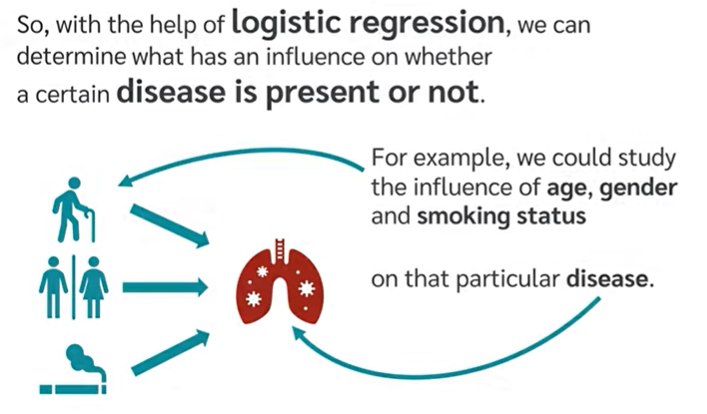 So, with the help of logistic regression, we can
determine what has an influence on whether
a certain disease is present or not.
For example, we could study
the influence of age, gender
and smoking status
on that particular disease.